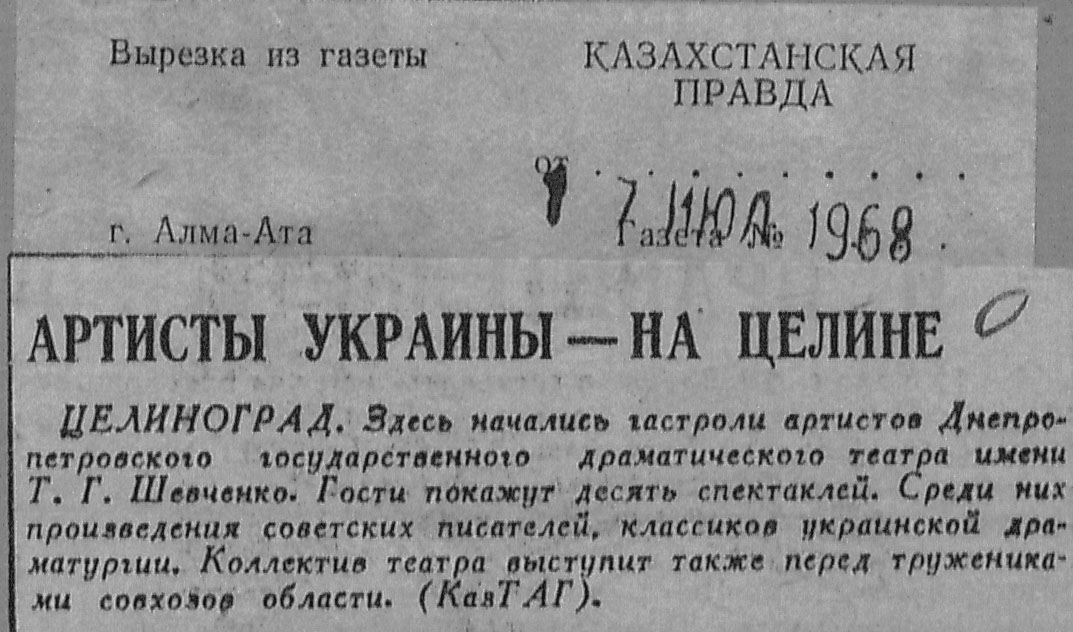 Вырезка из газеты
КАЗАХСТАНСКАЯ
ПРАВДА
от . . . . . . . . .
7 ИЮЛ 1968
г. Алма-Ата
Газета №
АРТИСТЫ УКРАИНЫ — НА ЦЕЛИНЕ
ЦЕЛИНОГРАД. Здесь начались гастроли артистов Днепро-
петровского государственного драматического театра имени
Т. Г. Шевченко. Гости покажут десять спектаклей. Среди них
произведения советских писателей, классиков украинской дра-
матургии. Коллектив театра выступит также перед труженика-
ми совхозов области. (КазТАГ).